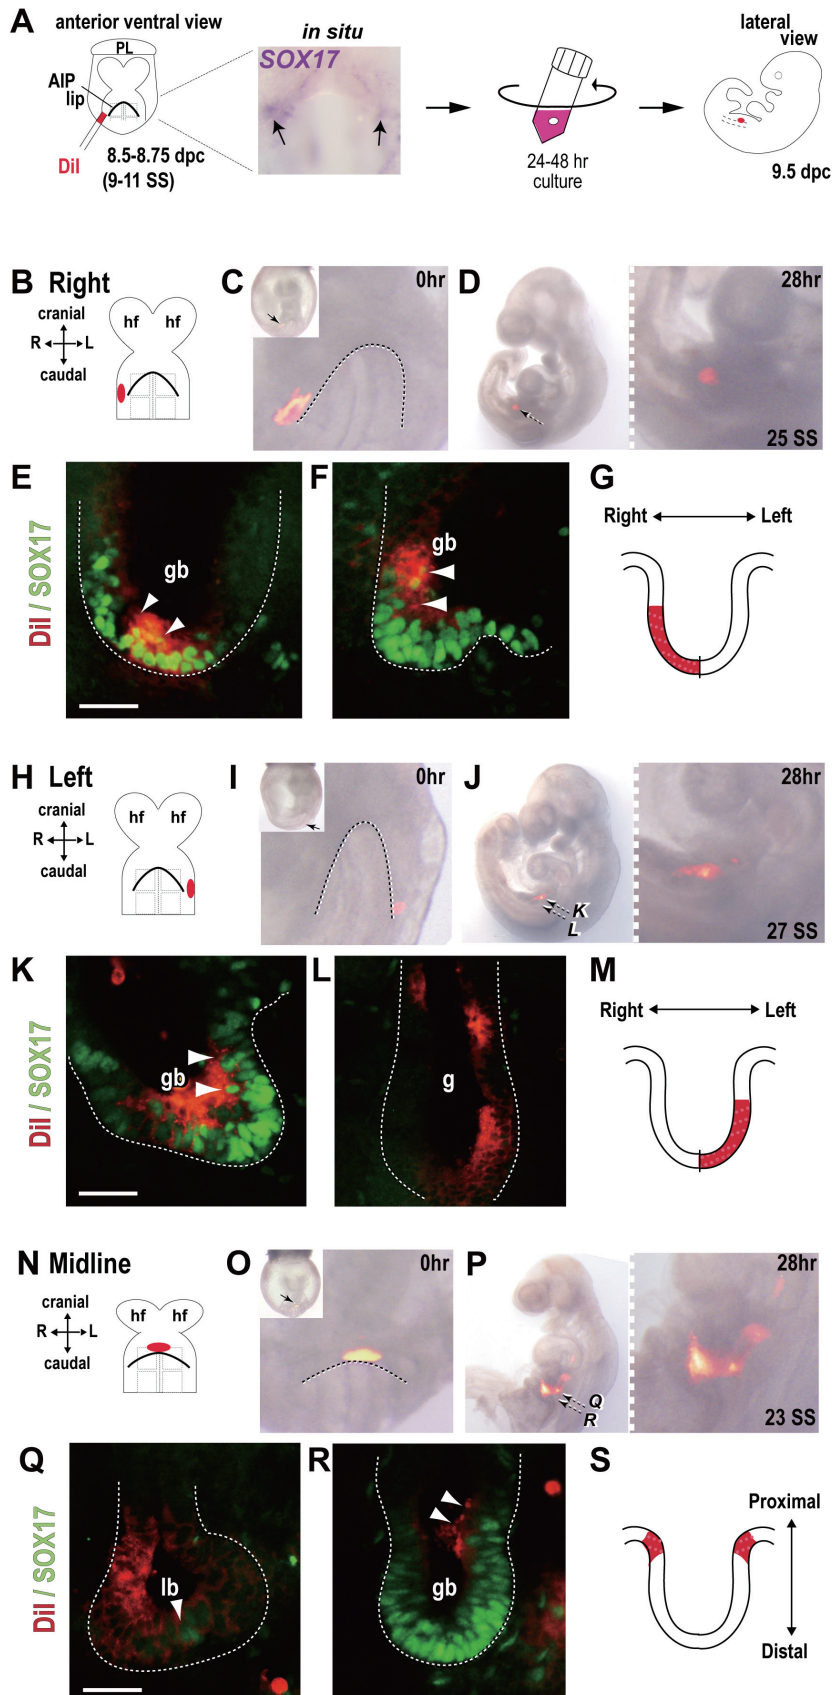 A
anterior ventral view
PL
AIP
lip
DiI
8.5-8.75 dpc
(9-11 SS)
in situ
SOX17
24-48 hr
culture
lateral
view
9.5 dpc
B Right
cranial
R L
caudal
hf hf
C 0hr
D 28hr
25 SS
DiI / SOX17
E gb
F gb
G
Right Left
H Left
cranial
R L
caudal
hf hf
I 0hr
J 28hr
K
L
27 SS
DiI / SOX17
K gb
L g
M
Right Left
N Midline
cranial
R L
caudal
hf hf
O 0hr
P 28hr
Q
R
23 SS
DiI / SOX17
Q lb
R gb
S
Proximal
Distal